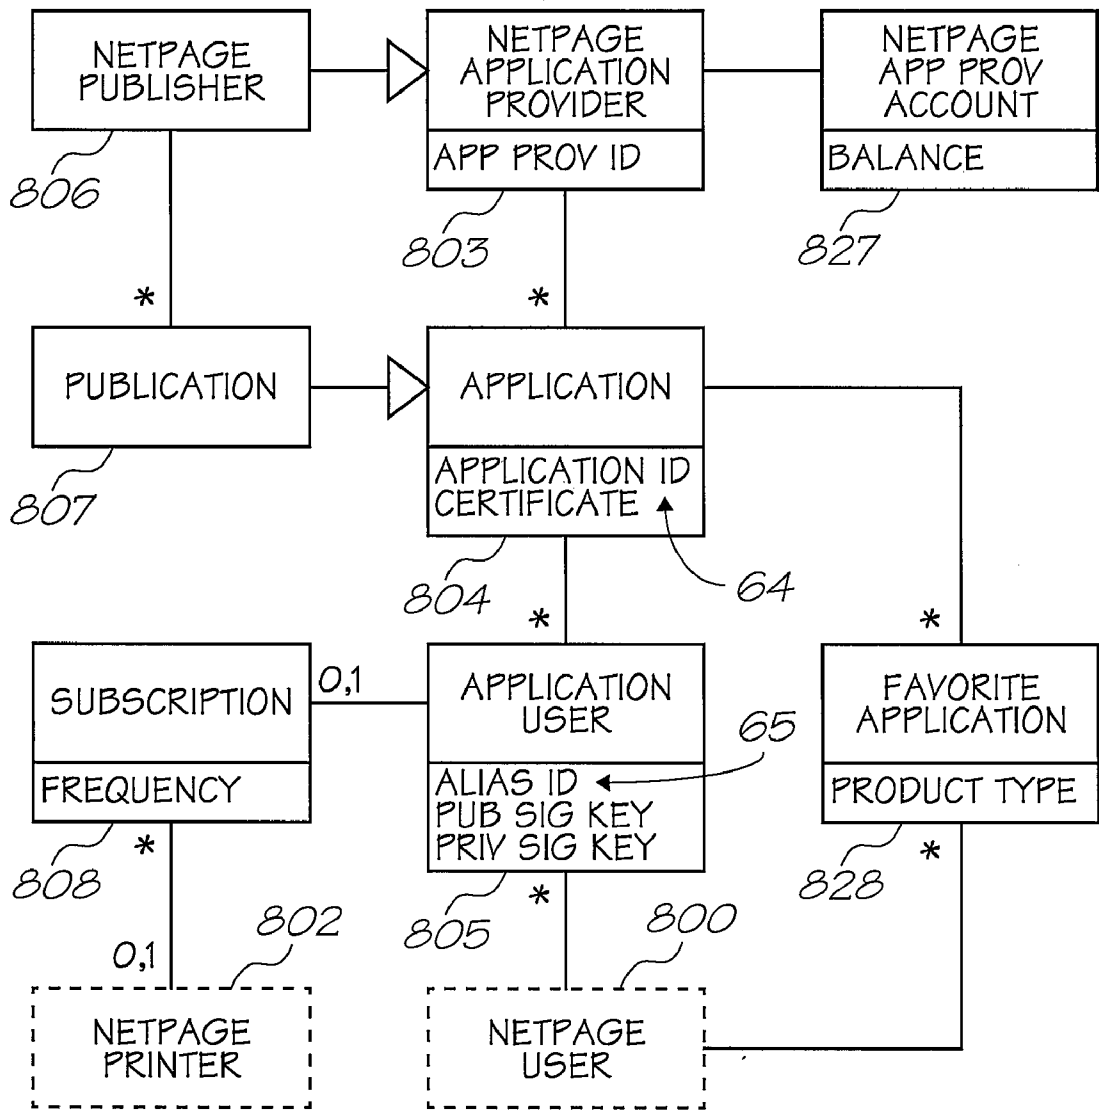 NETPAGE
PUBLISHER
NETPAGE
APPLICATION
PROVIDER
APP PROV ID
NETPAGE
APP PROV
ACCOUNT
BALANCE
806
803
827
*
*
PUBLICATION
APPLICATION
APPLICATION ID
CERTIFICATE
807
804
64
*
*
SUBSCRIPTION
FREQUENCY
0,1
APPLICATION
USER
65
ALIAS ID
PUB SIG KEY
PRIV SIG KEY
FAVORITE
APPLICATION
PRODUCT TYPE
808
*
805
*
828
*
802
800
0,1
NETPAGE
PRINTER
NETPAGE
USER